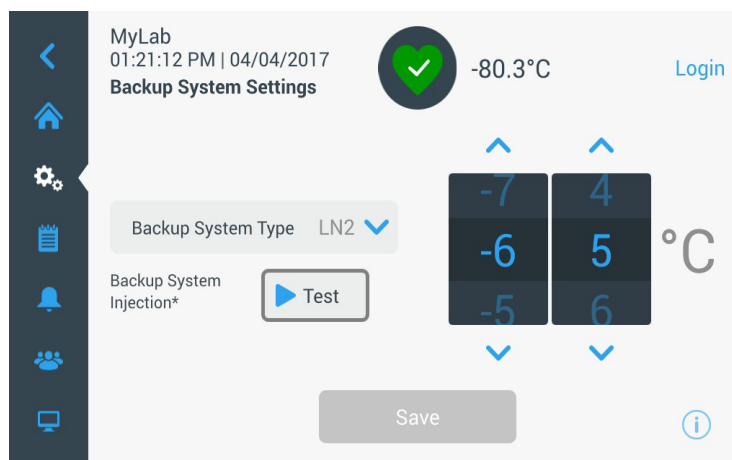 MyLab
01:21:12 PM | 04/04/2017
Backup System Settings
-80.3°C
Login
Backup System Type LN2
Backup System
Injection*
Test
-7 4
-6 5
-5 6
°C
Save
i